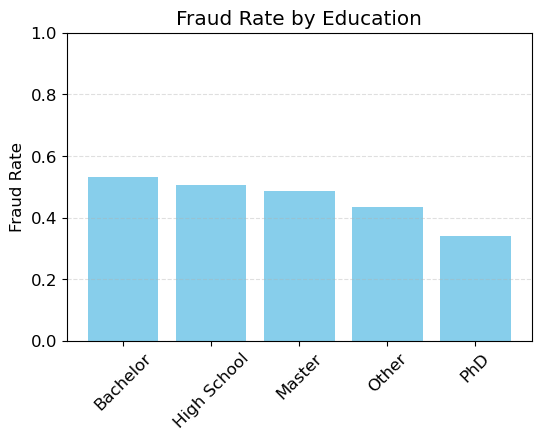 Fraud Rate by Education
Fraud Rate
1.0
0.8
0.6
0.4
0.2
0.0
Bachelor
High School
Master
Other
PhD